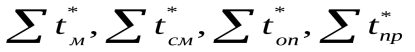 ∑ t*м, ∑ t*см, ∑ t*оп, ∑ t*пр